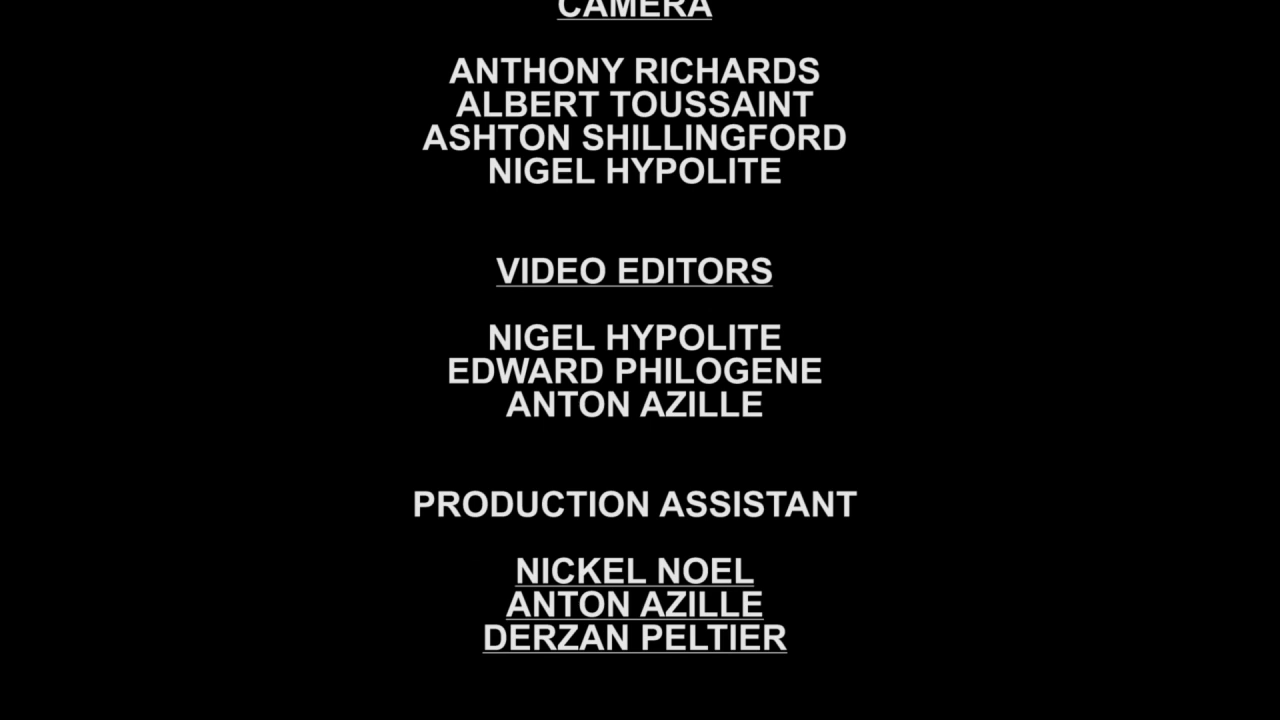 CAMERA
ANTHONY RICHARDS
ALBERT TOUSSAINT
ASHTON SHILLINGFORD
NIGEL HYPOLITE
VIDEO EDITORS
NIGEL HYPOLITE
EDWARD PHILOGENE
ANTON AZILLE
PRODUCTION ASSISTANT
NICKEL NOEL
ANTON AZILLE
DERZAN PELTIER